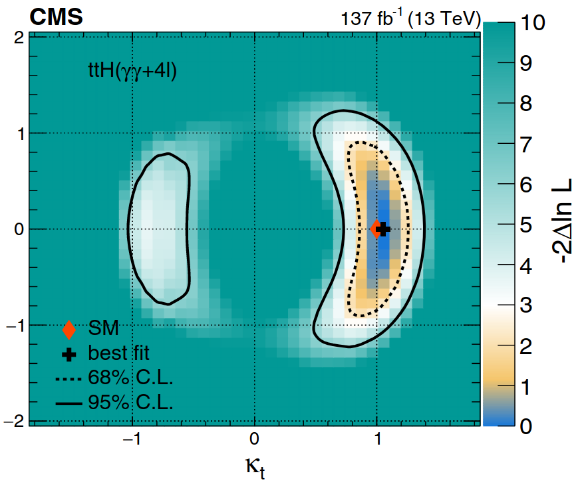 CMS 137 fb⁻¹ (13 TeV)
ttH(γγ+4l)
2
1
0
−1
−2
SM
best fit
68% C.L.
95% C.L.
−1 0 1
κt
10
9
8
7
6
5
4
3
2
1
0
-2Δln L